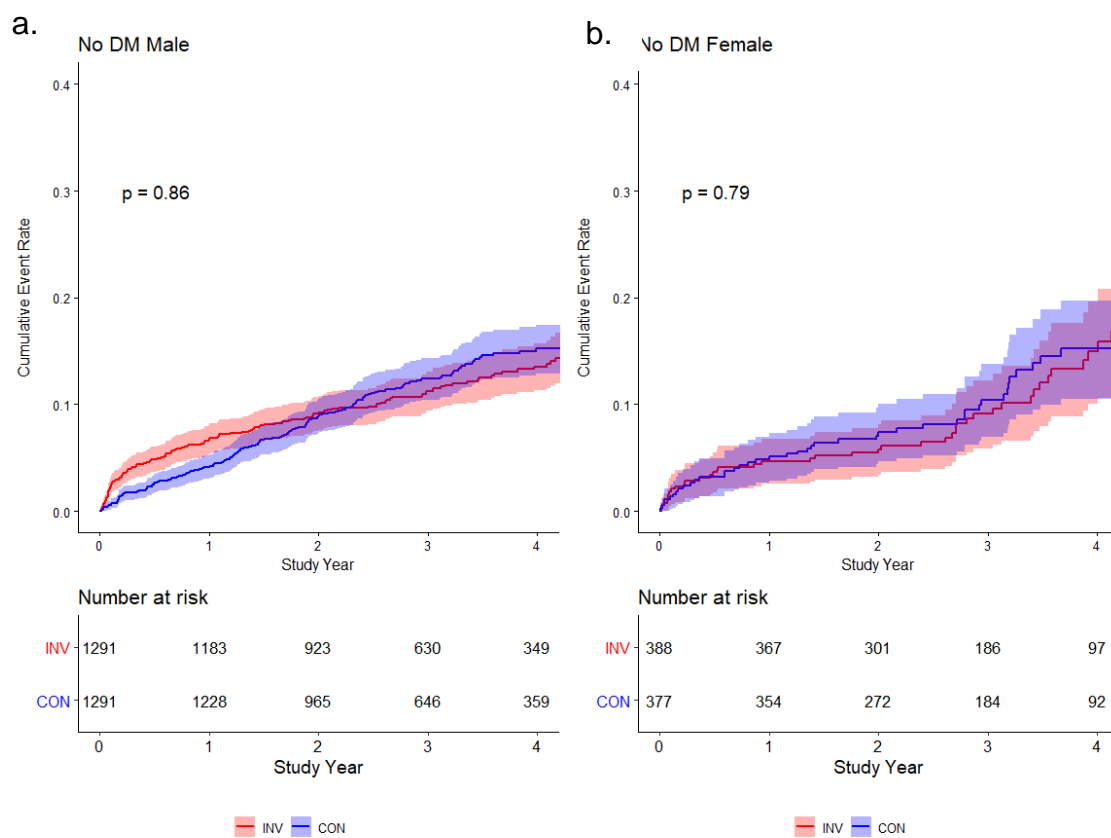 a.
No DM Male
0.4
0.3
0.2
0.1
0.0
Cumulative Event Rate
p = 0.86
0 1 2 3 4
Study Year
Number at risk
INV 1291 1183 923 630 349
CON 1291 1228 965 646 359
0 1 2 3 4
Study Year
INV CON
b.
No DM Female
0.4
0.3
0.2
0.1
0.0
Cumulative Event Rate
p = 0.79
0 1 2 3 4
Study Year
Number at risk
INV 388 367 301 186 97
CON 377 354 272 184 92
0 1 2 3 4
Study Year
INV CON